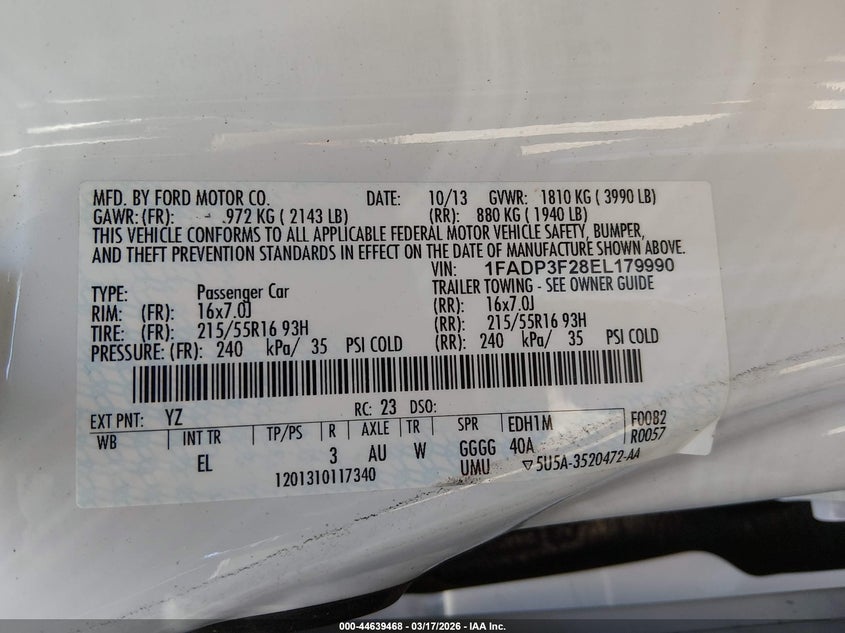 MFD. BY FORD MOTOR CO. DATE: 10/13 GVWR: 1810 KG ( 3990 LB)
GAWR: (FR): 972 KG ( 2143 LB) (RR): 880 KG ( 1940 LB)
THIS VEHICLE CONFORMS TO ALL APPLICABLE FEDERAL MOTOR VEHICLE SAFETY, BUMPER,
AND THEFT PREVENTION STANDARDS IN EFFECT ON THE DATE OF MANUFACTURE SHOWN ABOVE.
VIN: 1FADP3F28EL179990
TYPE: Passenger Car TRAILER TOWING - SEE OWNER GUIDE
RIM: (FR): 16x7.0J (RR): 16x7.0J
TIRE: (FR): 215/55R16 93H (RR): 215/55R16 93H
PRESSURE: (FR): 240 kPa/ 35 PSI COLD (RR): 240 kPa/ 35 PSI COLD
EXT PNT: YZ RC: 23 DSO:
WB INT TR TP/PS R AXLE TR SPR EDH1M F0082
EL 3 AU W GGGG 40A R0057
1201310117340 UMU ▽5U5A-3520472-AA
000-44639468 - 03/17/2026 - IAA Inc.